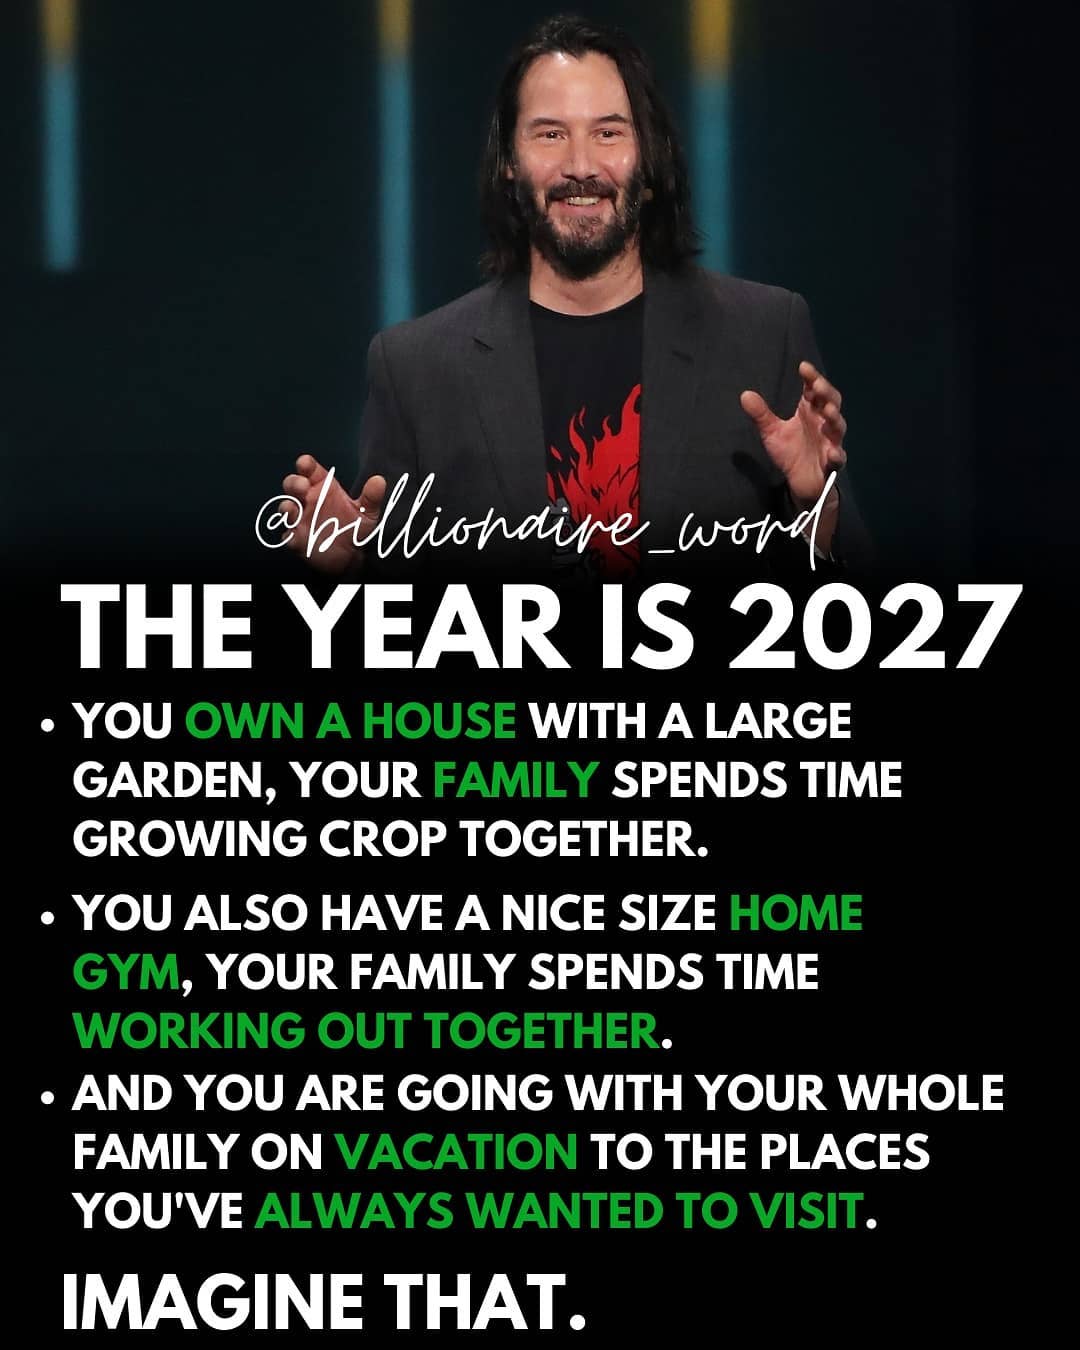 @billionaire_word
THE YEAR IS 2027
• YOU OWN A HOUSE WITH A LARGE
GARDEN, YOUR FAMILY SPENDS TIME
GROWING CROP TOGETHER.
• YOU ALSO HAVE A NICE SIZE HOME
GYM, YOUR FAMILY SPENDS TIME
WORKING OUT TOGETHER.
• AND YOU ARE GOING WITH YOUR WHOLE
FAMILY ON VACATION TO THE PLACES
YOU'VE ALWAYS WANTED TO VISIT.
IMAGINE THAT.